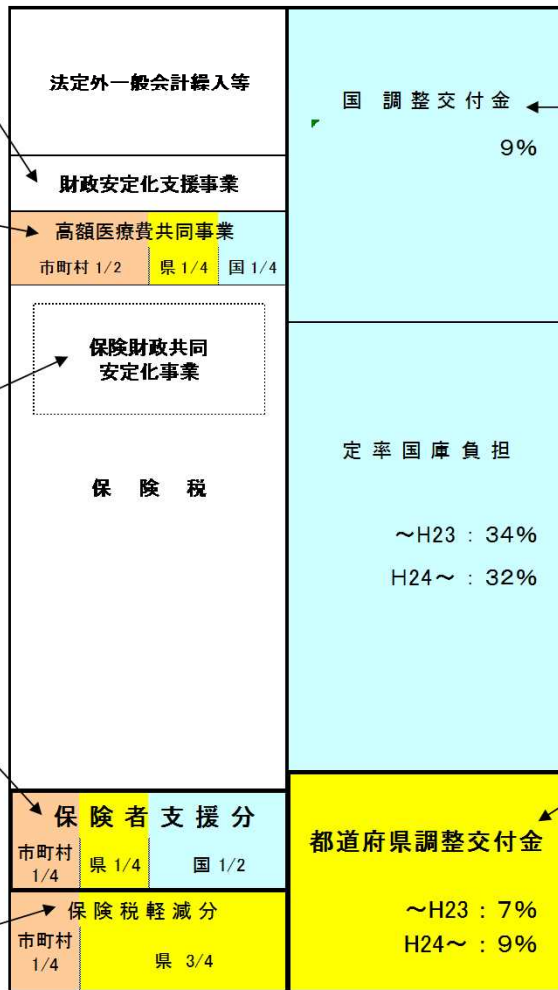 法定外一般会計繰入等
財政安定化支援事業
高額医療費共同事業
市町村 1/2 県 1/4 国 1/4
保険財政共同
安定化事業
保 険 税
保 険 者 支 援 分
市町村
1/4
県 1/4
国 1/2
保 険 税 軽 減 分
市町村
1/4
県 3/4
国 調整交付金
9%
定率国庫負担
～H23 : 34%
H24～ : 32%
都道府県調整交付金
～H23 : 7%
H24～ : 9%